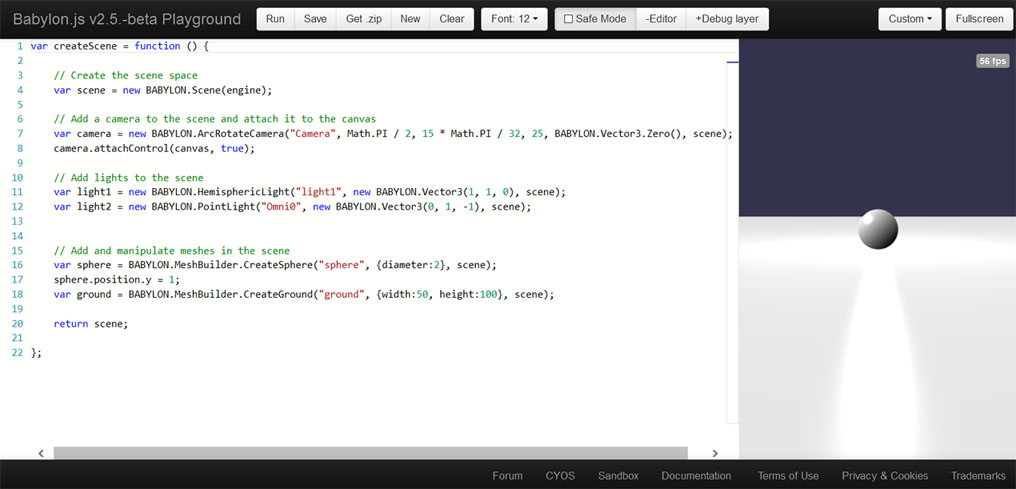 Babylon.js v2.5.-beta Playground Run Save Get .zip New Clear Font: 12 Safe Mode -Editor +Debug layer Custom Fullscreen
56 fps
1 var createScene = function () {
2
3 // Create the scene space
4 var scene = new BABYLON.Scene(engine);
5
6 // Add a camera to the scene and attach it to the canvas
7 var camera = new BABYLON.ArcRotateCamera("Camera", Math.PI / 2, 15 * Math.PI / 32, 25, BABYLON.Vector3.Zero(), scene);
8 camera.attachControl(canvas, true);
9
10 // Add lights to the scene
11 var light1 = new BABYLON.HemisphericLight("light1", new BABYLON.Vector3(1, 1, 0), scene);
12 var light2 = new BABYLON.PointLight("Omni0", new BABYLON.Vector3(0, 1, -1), scene);
13
14
15 // Add and manipulate meshes in the scene
16 var sphere = BABYLON.MeshBuilder.CreateSphere("sphere", {diameter:2}, scene);
17 sphere.position.y = 1;
18 var ground = BABYLON.MeshBuilder.CreateGround("ground", {width:50, height:100}, scene);
19
20 return scene;
21
22 };
Forum CYOS Sandbox Documentation Terms of Use Privacy & Cookies Trademarks